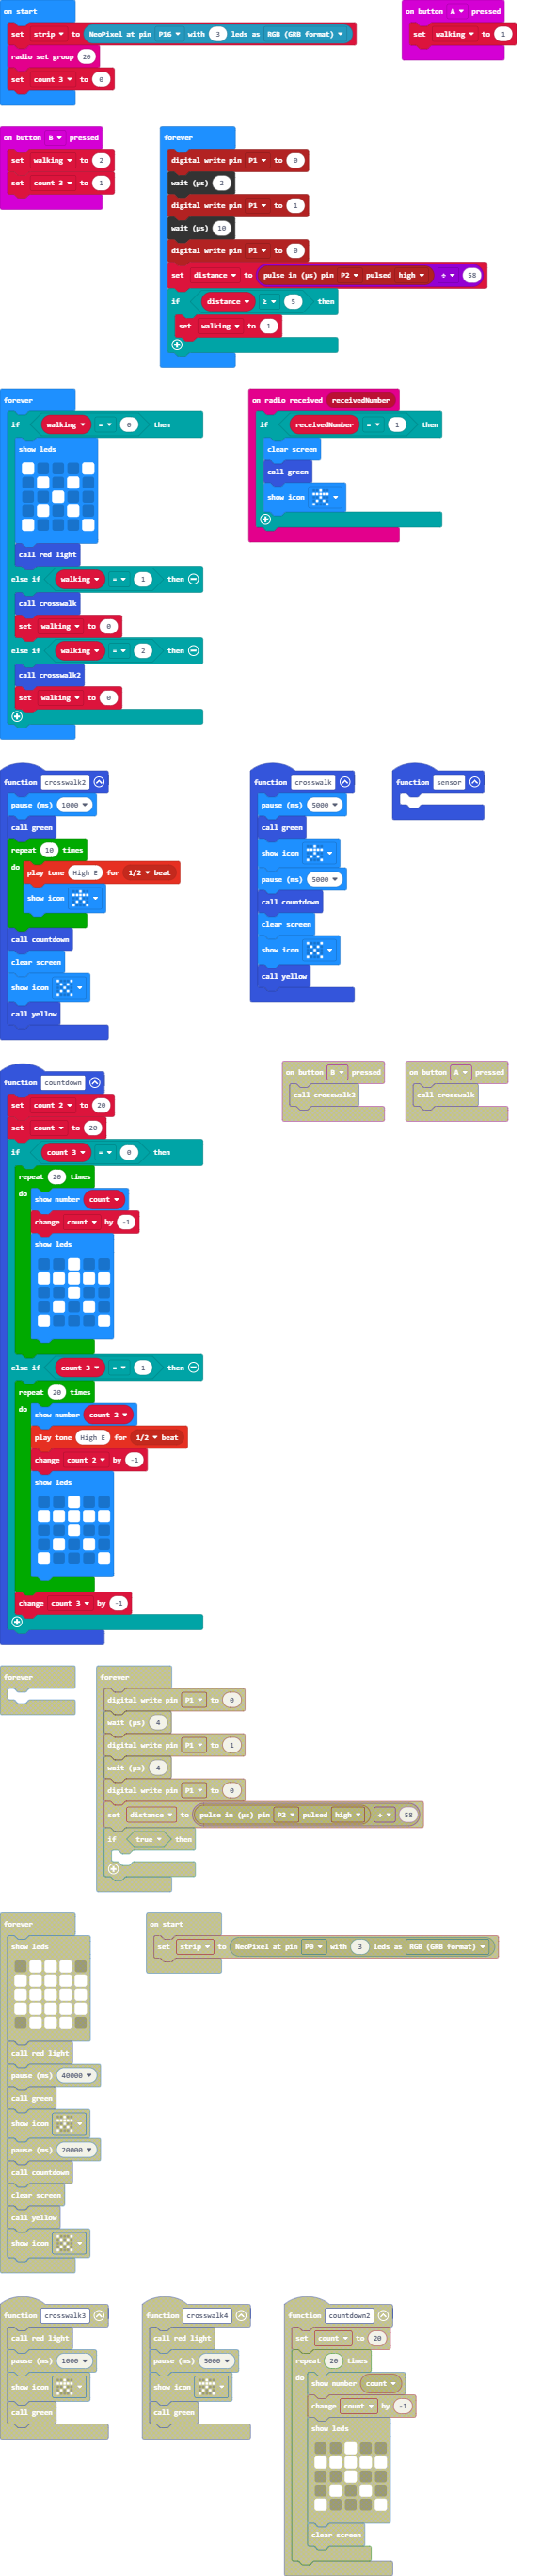 on start
set strip to NeoPixel at pin P16 with 3 leds as RGB (GRB format)
radio set group 20
set count 3 to 0
on button A pressed
set walking to 1
on button B pressed
set walking to 2
set count 3 to 1
forever
digital write pin P1 to 0
wait (µs) 2
digital write pin P1 to 1
wait (µs) 10
digital write pin P1 to 0
set distance to pulse in (µs) pin P2 pulsed high ÷ 58
if distance ≥ 5 then
set walking to 1
forever
if walking = 0 then
show leds
call red light
else if walking = 1 then
call crosswalk
set walking to 0
else if walking = 2 then
call crosswalk2
set walking to 0
on radio received receivedNumber
if receivedNumber = 1 then
clear screen
call green
show icon
function crosswalk2
pause (ms) 1000
call green
repeat 10 times
do play tone High E for 1/2 beat
show icon
call countdown
clear screen
show icon
call yellow
function crosswalk
pause (ms) 5000
call green
show icon
pause (ms) 5000
call countdown
clear screen
show icon
call yellow
function sensor
function countdown
set count 2 to 20
set count to 20
if count 3 = 0 then
repeat 20 times
do show number count
change count by -1
show leds
else if count 3 = 1 then
repeat 20 times
do show number count 2
play tone High E for 1/2 beat
change count 2 by -1
show leds
change count 3 by -1
on button B pressed
call crosswalk2
on button A pressed
call crosswalk
forever
forever
digital write pin P1 to 0
wait (µs) 4
digital write pin P1 to 1
wait (µs) 4
digital write pin P1 to 0
set distance to pulse in (µs) pin P2 pulsed high ÷ 58
if true then
forever
show leds
call red light
pause (ms) 40000
call green
show icon
pause (ms) 20000
call countdown
clear screen
call yellow
show icon
on start
set strip to NeoPixel at pin P0 with 3 leds as RGB (GRB format)
function crosswalk3
call red light
pause (ms) 1000
show icon
call green
function crosswalk4
call red light
pause (ms) 5000
show icon
call green
function countdown2
set count to 20
repeat 20 times
do show number count
change count by -1
show leds
clear screen